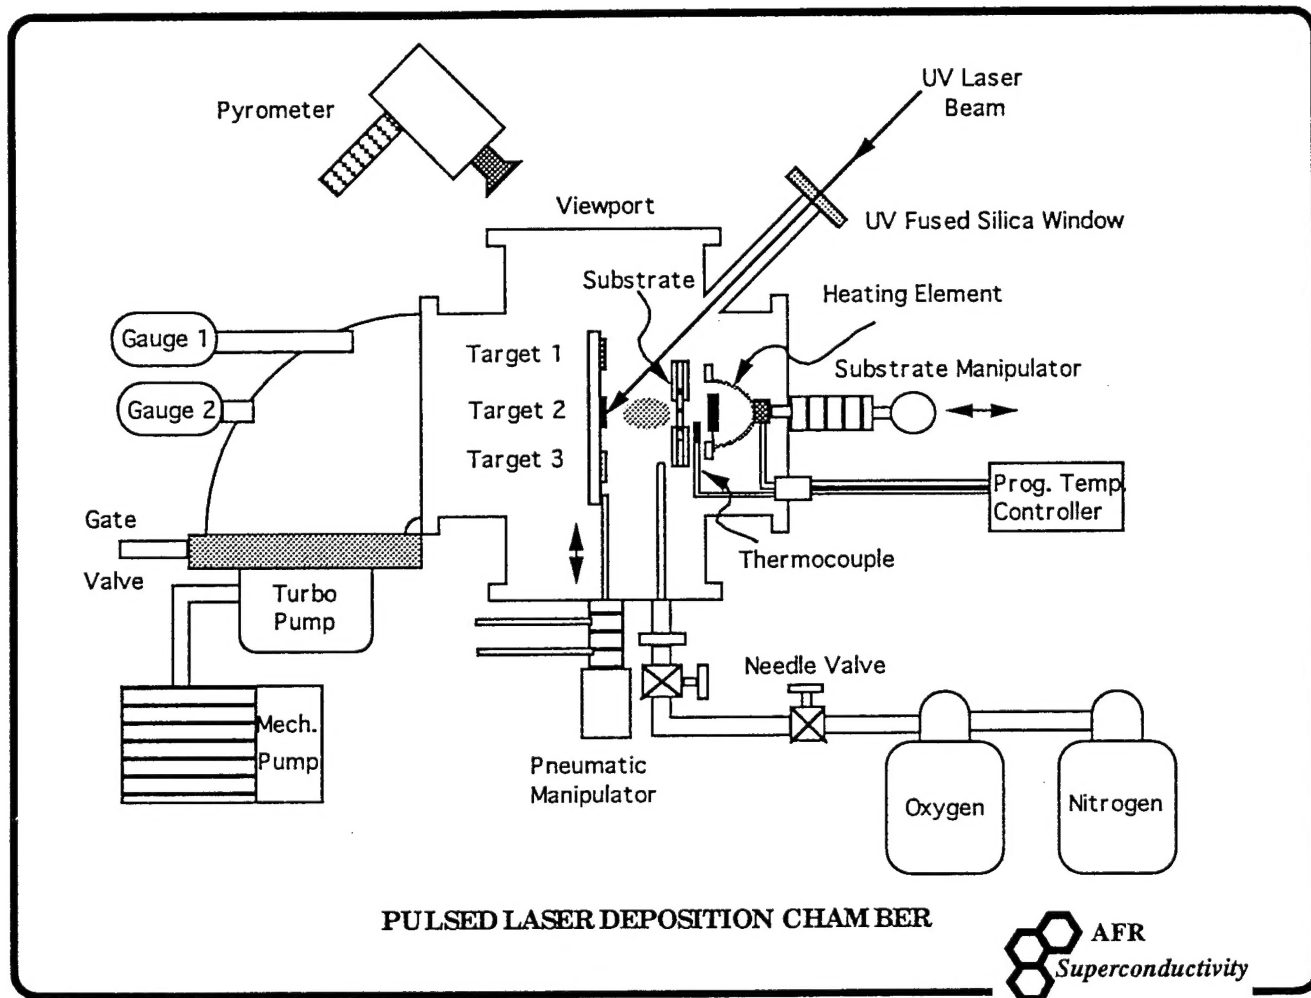 UV Laser
Beam
Pyrometer
Viewport
UV Fused Silica Window
Substrate
Heating Element
Gauge 1
Target 1
Substrate Manipulator
Gauge 2
Target 2
Target 3
Prog. Temp.
Controller
Gate
Valve
Thermocouple
Turbo
Pump
Needle Valve
Mech.
Pump
Pneumatic
Manipulator
Oxygen
Nitrogen
PULSED LASER DEPOSITION CHAMBER
AFR
Superconductivity